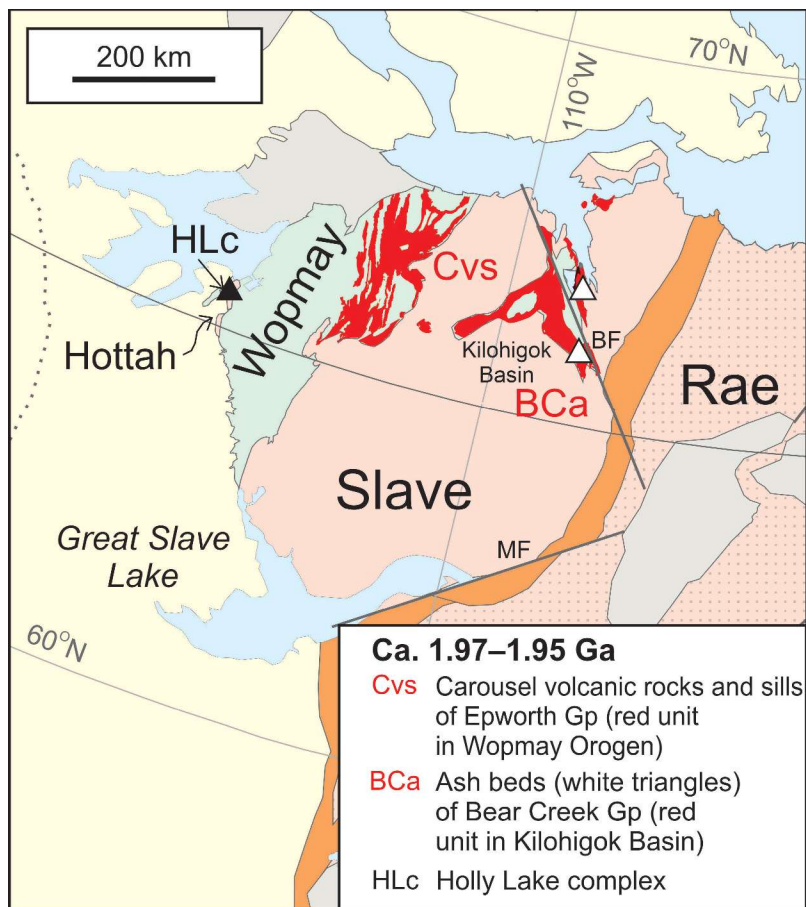 200 km
70°N
110°W
HLc
Wopmay
Cvs
Hottah
Kilohigok
Basin
BF
BCa
Rae
Slave
Great Slave
Lake
MF
60°N
Ca. 1.97–1.95 Ga
Cvs Carousel volcanic rocks and sills
of Epworth Gp (red unit
in Wopmay Orogen)
BCa Ash beds (white triangles)
of Bear Creek Gp (red
unit in Kilohigok Basin)
HLc Holly Lake complex